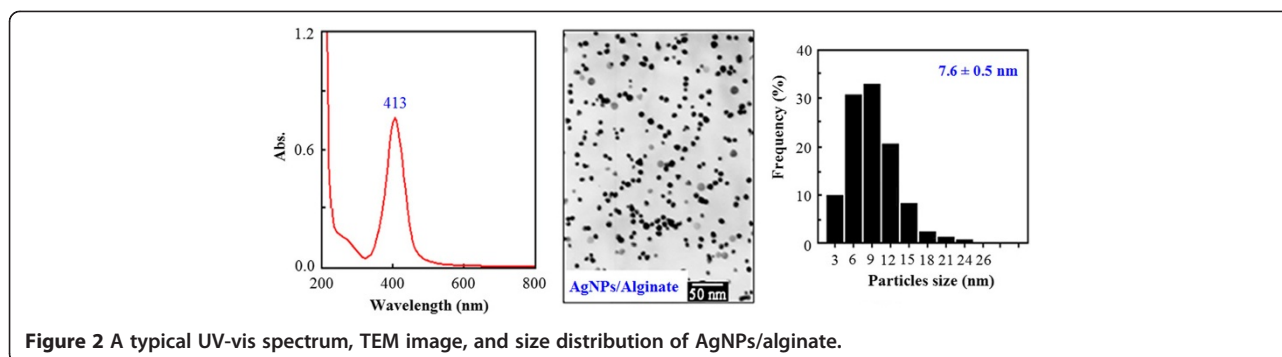 1.2
0.6
0.0
Abs.
413
200 400 600 800
Wavelength (nm)
AgNPs/Alginate
50 nm
40
30
20
10
0
Frequency (%)
7.6 ± 0.5 nm
3 6 9 12 15 18 21 24 26
Particles size (nm)
Figure 2 A typical UV-vis spectrum, TEM image, and size distribution of AgNPs/alginate.